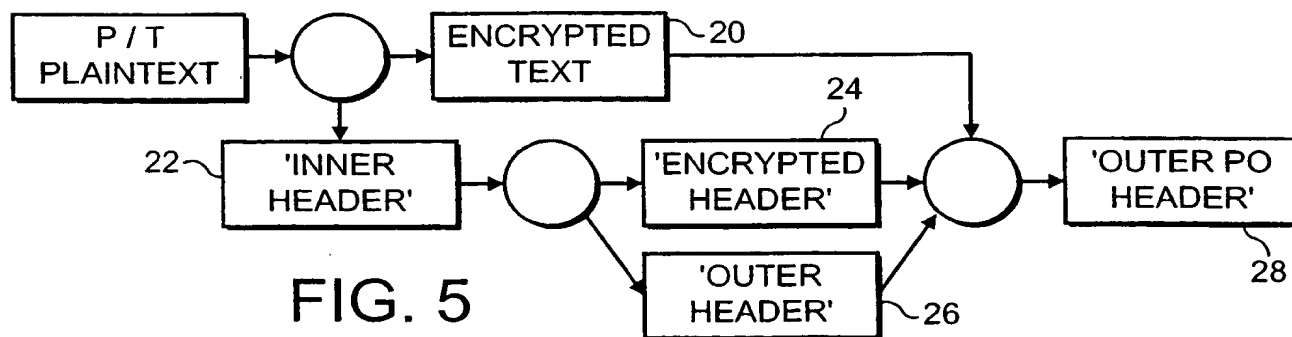 P / T
PLAINTEXT
ENCRYPTED
TEXT
20
22
'INNER
HEADER'
24
'ENCRYPTED
HEADER'
'OUTER PO
HEADER'
28
'OUTER
HEADER'
26
FIG. 5